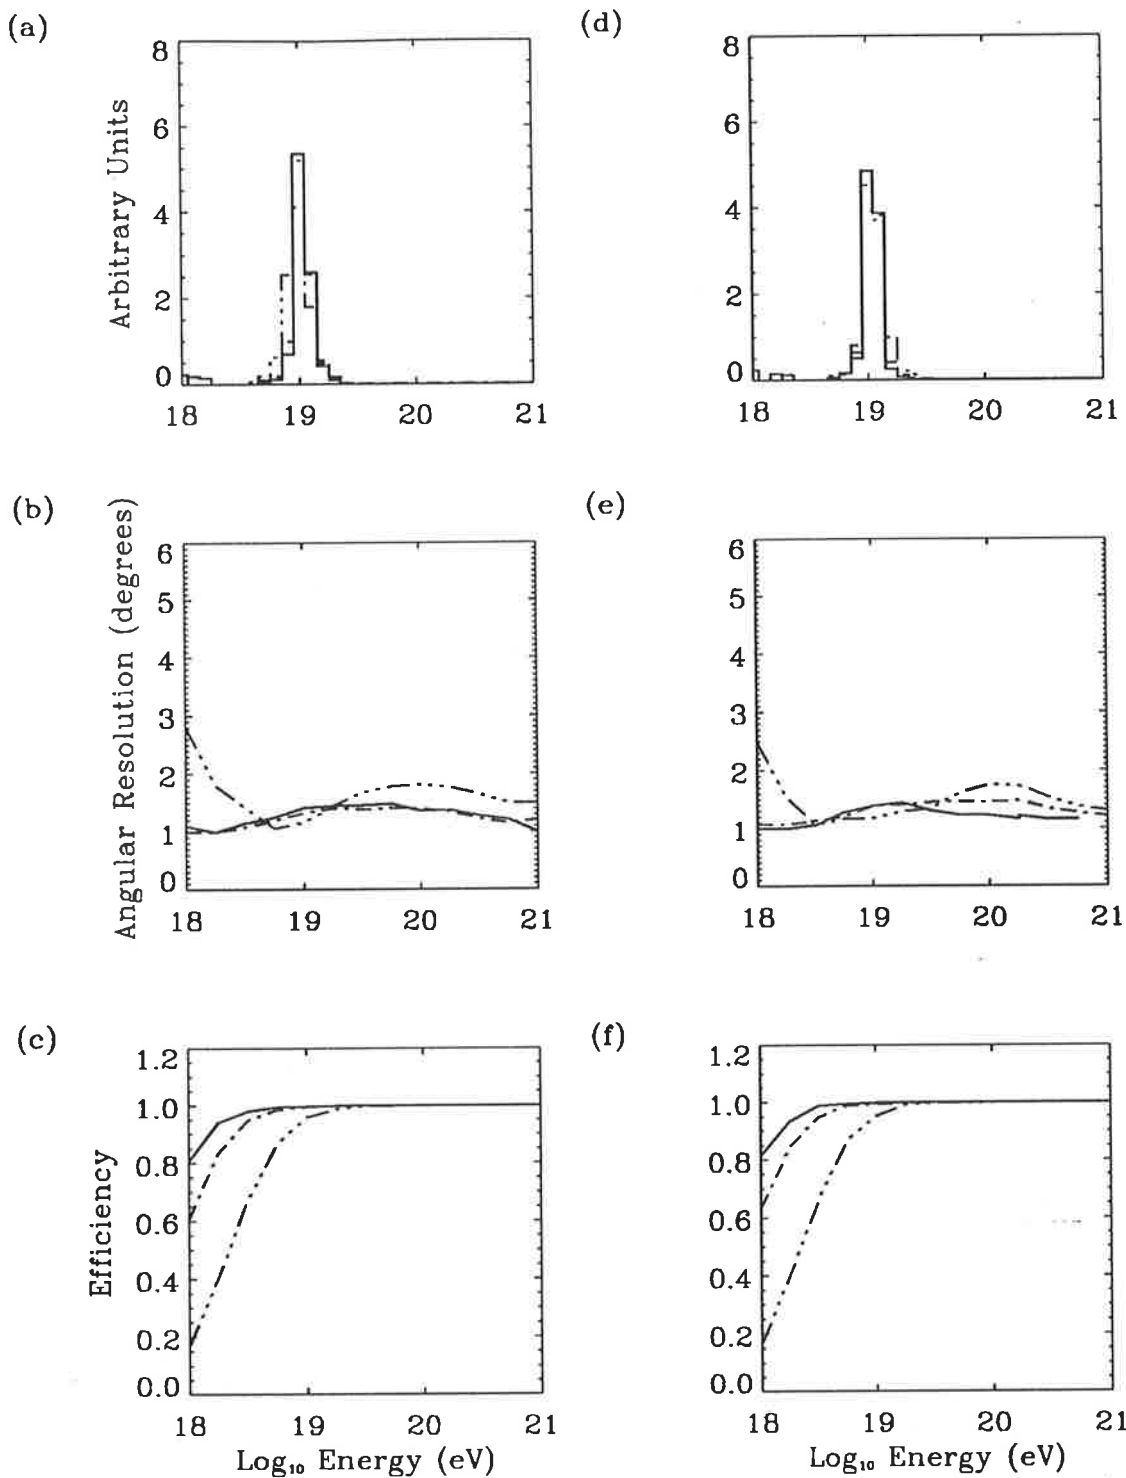 (a)
8
6
4
2
0
18 19 20 21
Arbitrary Units
(d)
8
6
4
2
0
18 19 20 21
(b)
6
5
4
3
2
1
0
18 19 20 21
Angular Resolution (degrees)
(e)
6
5
4
3
2
1
0
18 19 20 21
(c)
1.2
1.0
0.8
0.6
0.4
0.2
0.0
18 19 20 21
Efficiency
Log₁₀ Energy (eV)
(f)
1.2
1.0
0.8
0.6
0.4
0.2
0.0
18 19 20 21
Log₁₀ Energy (eV)